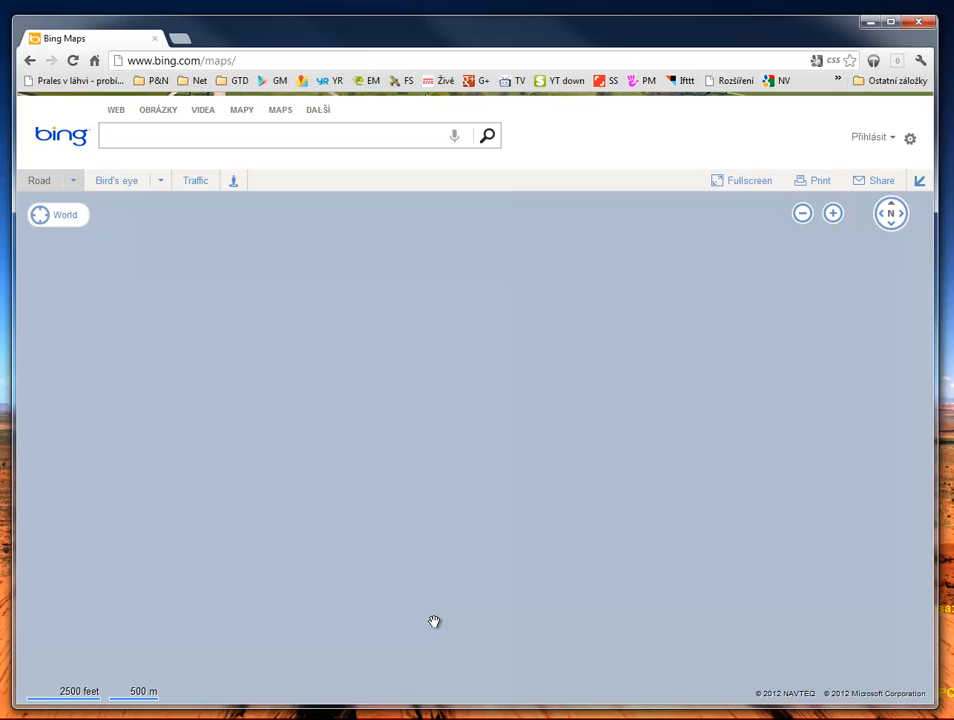 Bing Maps
www.bing.com/maps/
CSS 0
Prales v láhvi - probí... P&N Net GTD GM YR EM FS Živě G+ TV YT down SS PM Ifttt Rozšíření NV » Ostatní záložky
WEB OBRÁZKY VIDEA MAPY MAPS DALŠÍ
bing
Přihlásit
Road Bird's eye Traffic Fullscreen Print Share
World N
2500 feet 500 m © 2012 NAVTEQ © 2012 Microsoft Corporation